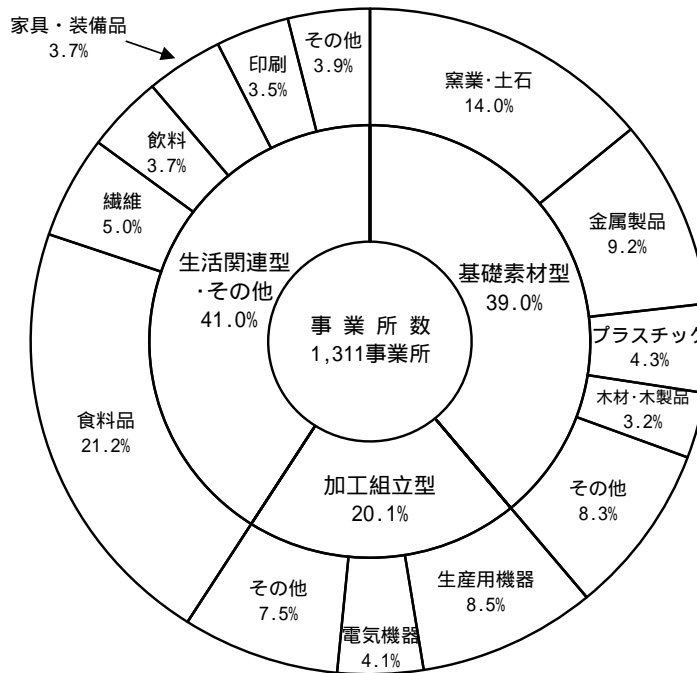 家具・装備品
3.7%
印刷
3.5%
その他
3.9%
窯業･土石
14.0%
飲料
3.7%
繊維
5.0%
金属製品
9.2%
生活関連型
･その他
41.0%
基礎素材型
39.0%
事業所数
1,311事業所
プラスチック
4.3%
木材･木製品
3.2%
食料品
21.2%
加工組立型
20.1%
その他
8.3%
その他
7.5%
電気機器
4.1%
生産用機器
8.5%